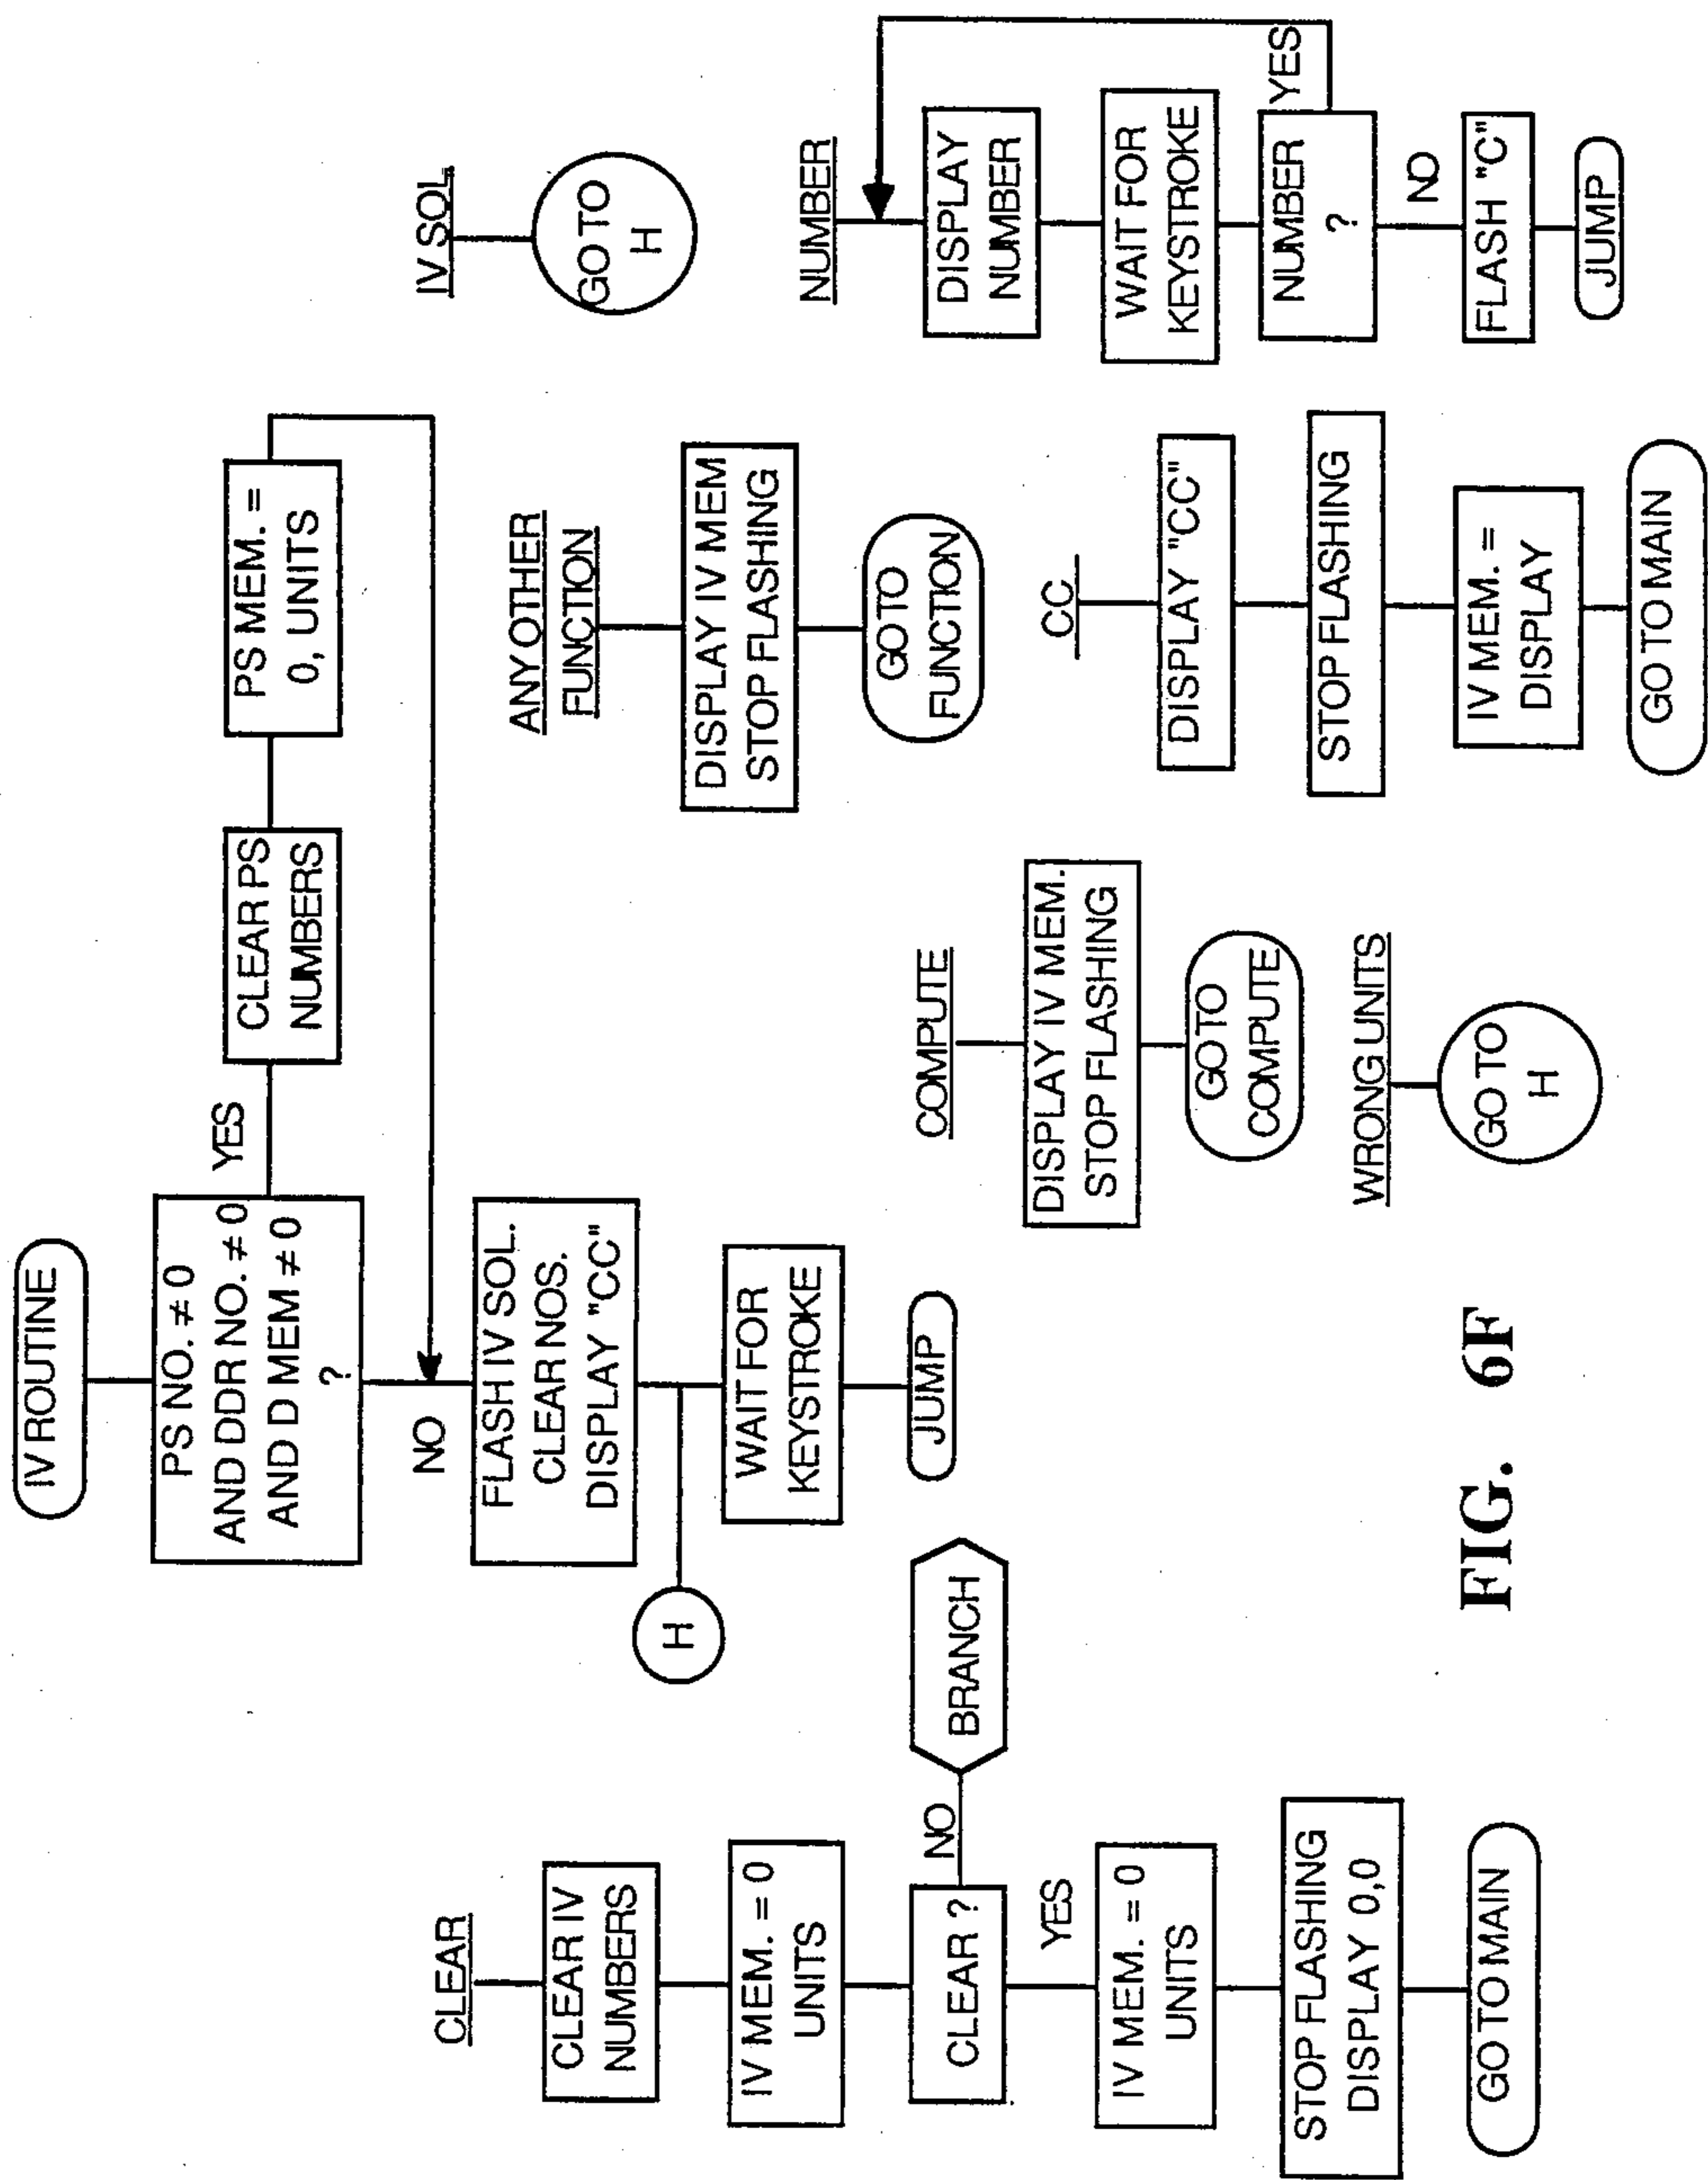 IV ROUTINE
PS NO. ≠ 0
AND DDR NO. ≠ 0
AND D MEM ≠ 0
?
YES
CLEAR PS
NUMBERS
PS MEM. =
0, UNITS
NO
FLASH IV SOL.
CLEAR NOS.
DISPLAY "CC"
H
WAIT FOR
KEYSTROKE
JUMP
CLEAR
CLEAR IV
NUMBERS
IV MEM. = 0
UNITS
CLEAR ?
NO
BRANCH
YES
IV MEM. = 0
UNITS
STOP FLASHING
DISPLAY 0,0
GO TO MAIN
COMPUTE
DISPLAY IV MEM.
STOP FLASHING
GO TO
COMPUTE
WRONG UNITS
GO TO
H
ANY OTHER
FUNCTION
DISPLAY IV MEM
STOP FLASHING
GO TO
FUNCTION
CC
DISPLAY "CC"
STOP FLASHING
IV MEM. =
DISPLAY
GO TO MAIN
IV SOL
GO TO
H
NUMBER
DISPLAY
NUMBER
WAIT FOR
KEYSTROKE
NUMBER
?
YES
NO
FLASH "C"
JUMP
FIG. 6F